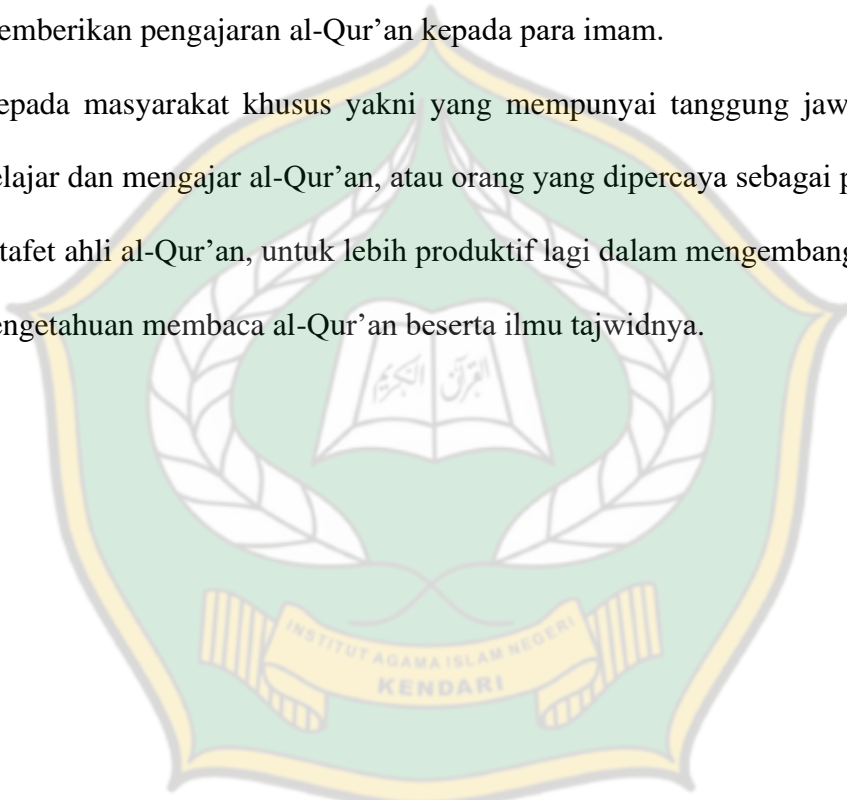 emberikan pengajaran al-Qur’an kepada para imam.
epada masyarakat khusus yakni yang mempunyai tanggung jaw
elajar dan mengajar al-Qur’an, atau orang yang dipercaya sebagai p
tafet ahli al-Qur’an, untuk lebih produktif lagi dalam mengembang
engetahuan membaca al-Qur’an beserta ilmu tajwidnya.
القرآن الكريم
INSTITUT AGAMA ISLAM NEGERI
KENDARI